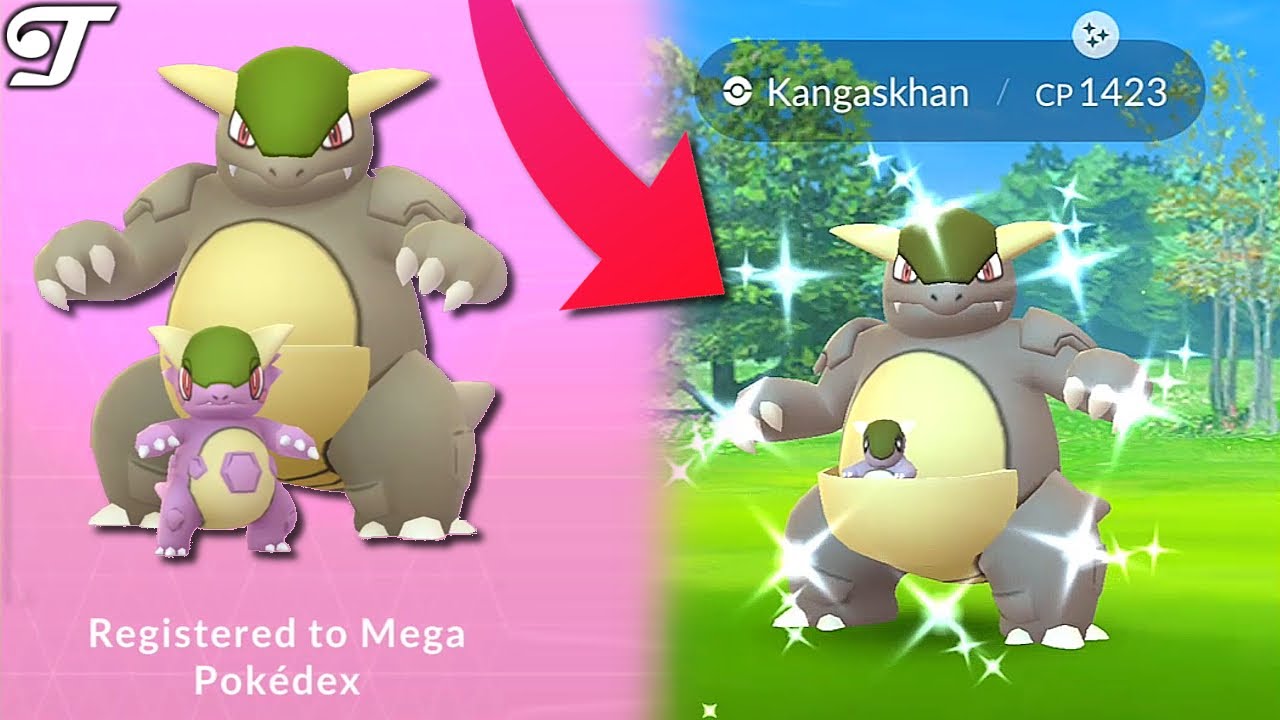 T
Kangaskhan / CP1423
Registered to Mega
Pokédex